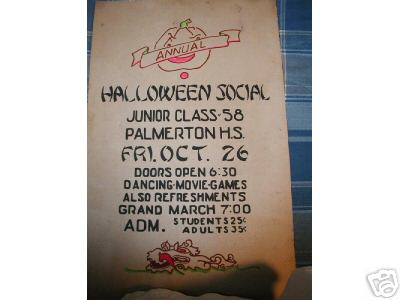 ANNUAL
HALLOWEEN SOCIAL
JUNIOR CLASS-58
PALMERTON H.S.
FRI. OCT. 26
DOORS OPEN 6:30
DANCING-MOVIE-GAMES
ALSO REFRESHMENTS
GRAND MARCH 7:00
ADM. STUDENTS 25¢
ADULTS 35¢
ebY